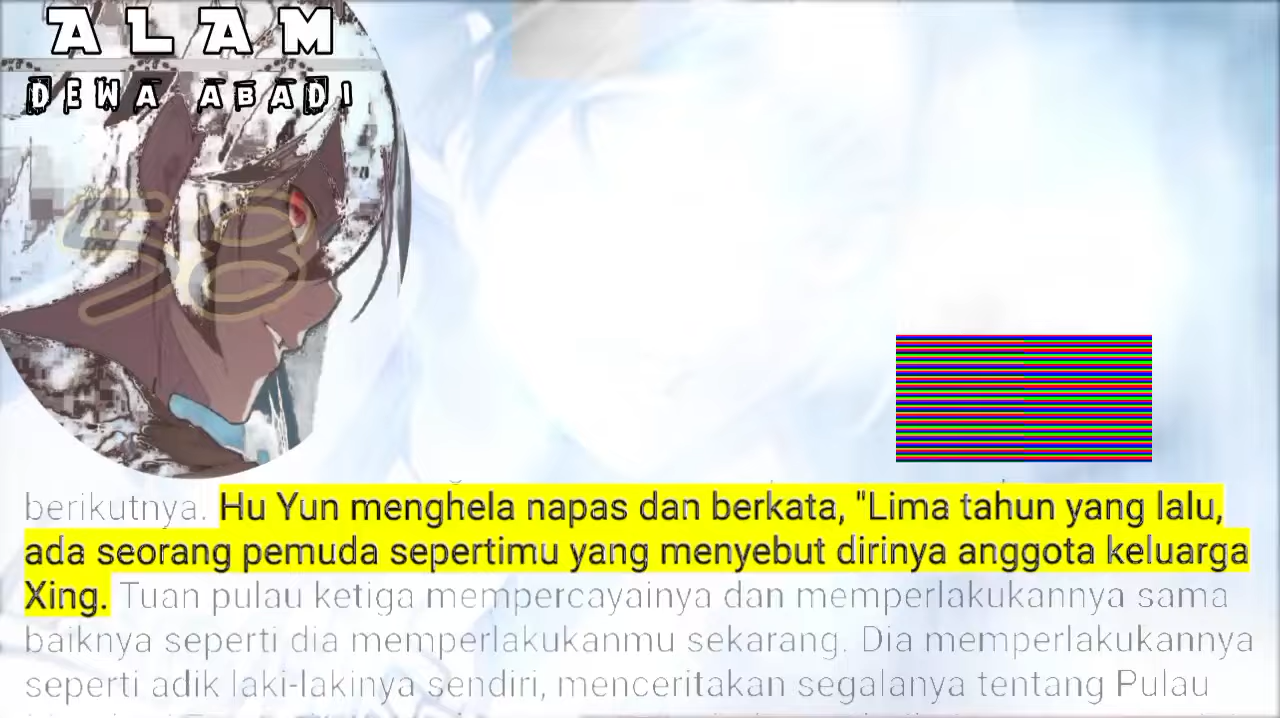 ALAM
DEWA ABADI
58
berikutnya. Hu Yun menghela napas dan berkata, "Lima tahun yang lalu,
ada seorang pemuda sepertimu yang menyebut dirinya anggota keluarga
Xing. Tuan pulau ketiga mempercayainya dan memperlakukannya sama
baiknya seperti dia memperlakukanmu sekarang. Dia memperlakukannya
seperti adik laki-lakinya sendiri, menceritakan segalanya tentang Pulau